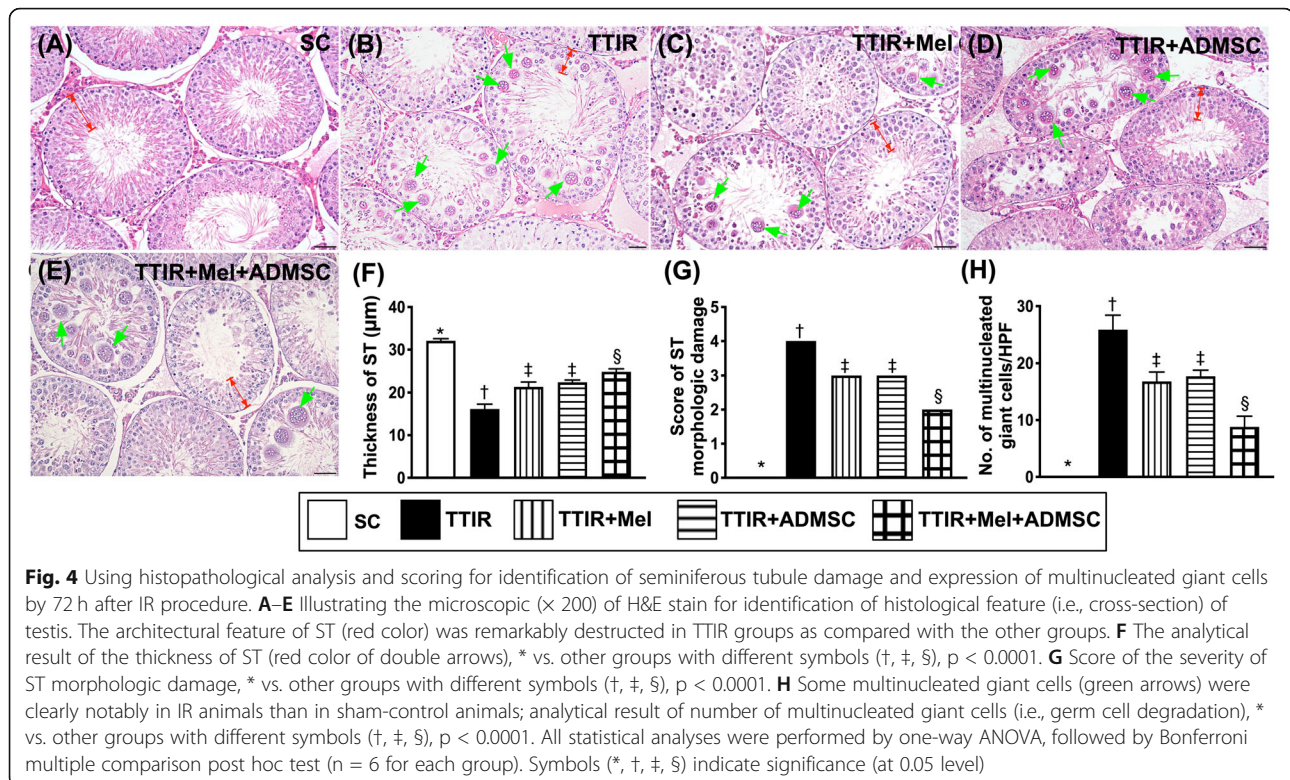 (A) SC
(B) TTIR
(C) TTIR+Mel
(D) TTIR+ADMSC
(E) TTIR+Mel+ADMSC
(F)
Thickness of ST (µm)
40
30
20
10
0
* † ‡ ‡ §
(G)
Score of ST
morphologic damage
5
4
3
2
1
0
* † ‡ ‡ §
(H)
No. of multinucleated
giant cells/HPF
30
20
10
0
* † ‡ ‡ §
SC TTIR TTIR+Mel TTIR+ADMSC TTIR+Mel+ADMSC
Fig. 4 Using histopathological analysis and scoring for identification of seminiferous tubule damage and expression of multinucleated giant cells
by 72 h after IR procedure. A–E Illustrating the microscopic (× 200) of H&E stain for identification of histological feature (i.e., cross-section) of
testis. The architectural feature of ST (red color) was remarkably destructed in TTIR groups as compared with the other groups. F The analytical
result of the thickness of ST (red color of double arrows), * vs. other groups with different symbols (†, ‡, §), p < 0.0001. G Score of the severity of
ST morphologic damage, * vs. other groups with different symbols (†, ‡, §), p < 0.0001. H Some multinucleated giant cells (green arrows) were
clearly notably in IR animals than in sham-control animals; analytical result of number of multinucleated giant cells (i.e., germ cell degradation), *
vs. other groups with different symbols (†, ‡, §), p < 0.0001. All statistical analyses were performed by one-way ANOVA, followed by Bonferroni
multiple comparison post hoc test (n = 6 for each group). Symbols (*, †, ‡, §) indicate significance (at 0.05 level)